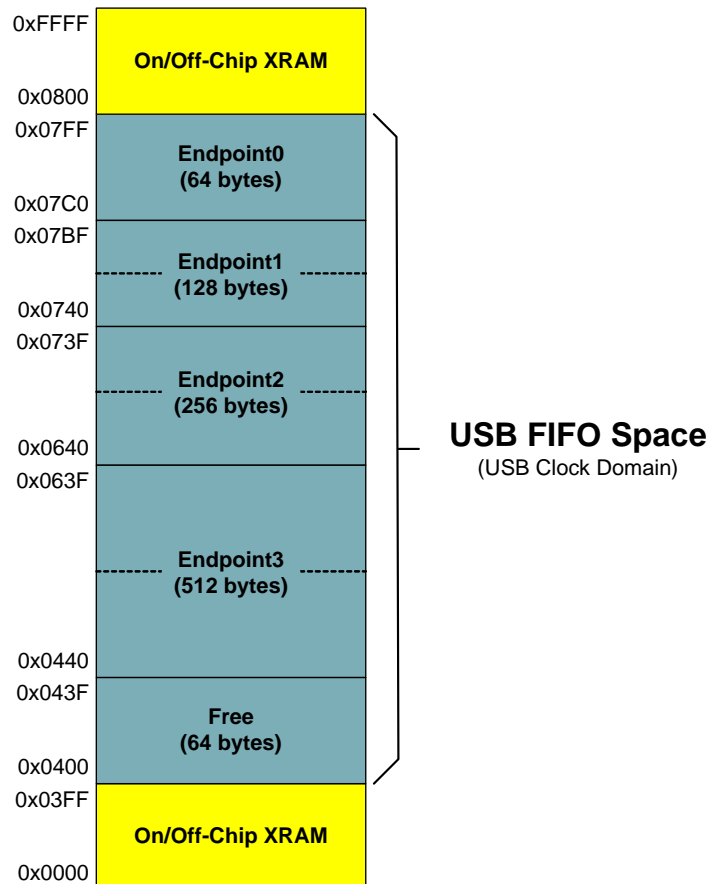 0xFFFF
On/Off-Chip XRAM
0x0800
0x07FF
Endpoint0
(64 bytes)
0x07C0
0x07BF
Endpoint1
(128 bytes)
0x0740
0x073F
Endpoint2
(256 bytes)
0x0640
0x063F
Endpoint3
(512 bytes)
0x0440
0x043F
Free
(64 bytes)
0x0400
0x03FF
On/Off-Chip XRAM
0x0000
USB FIFO Space
(USB Clock Domain)